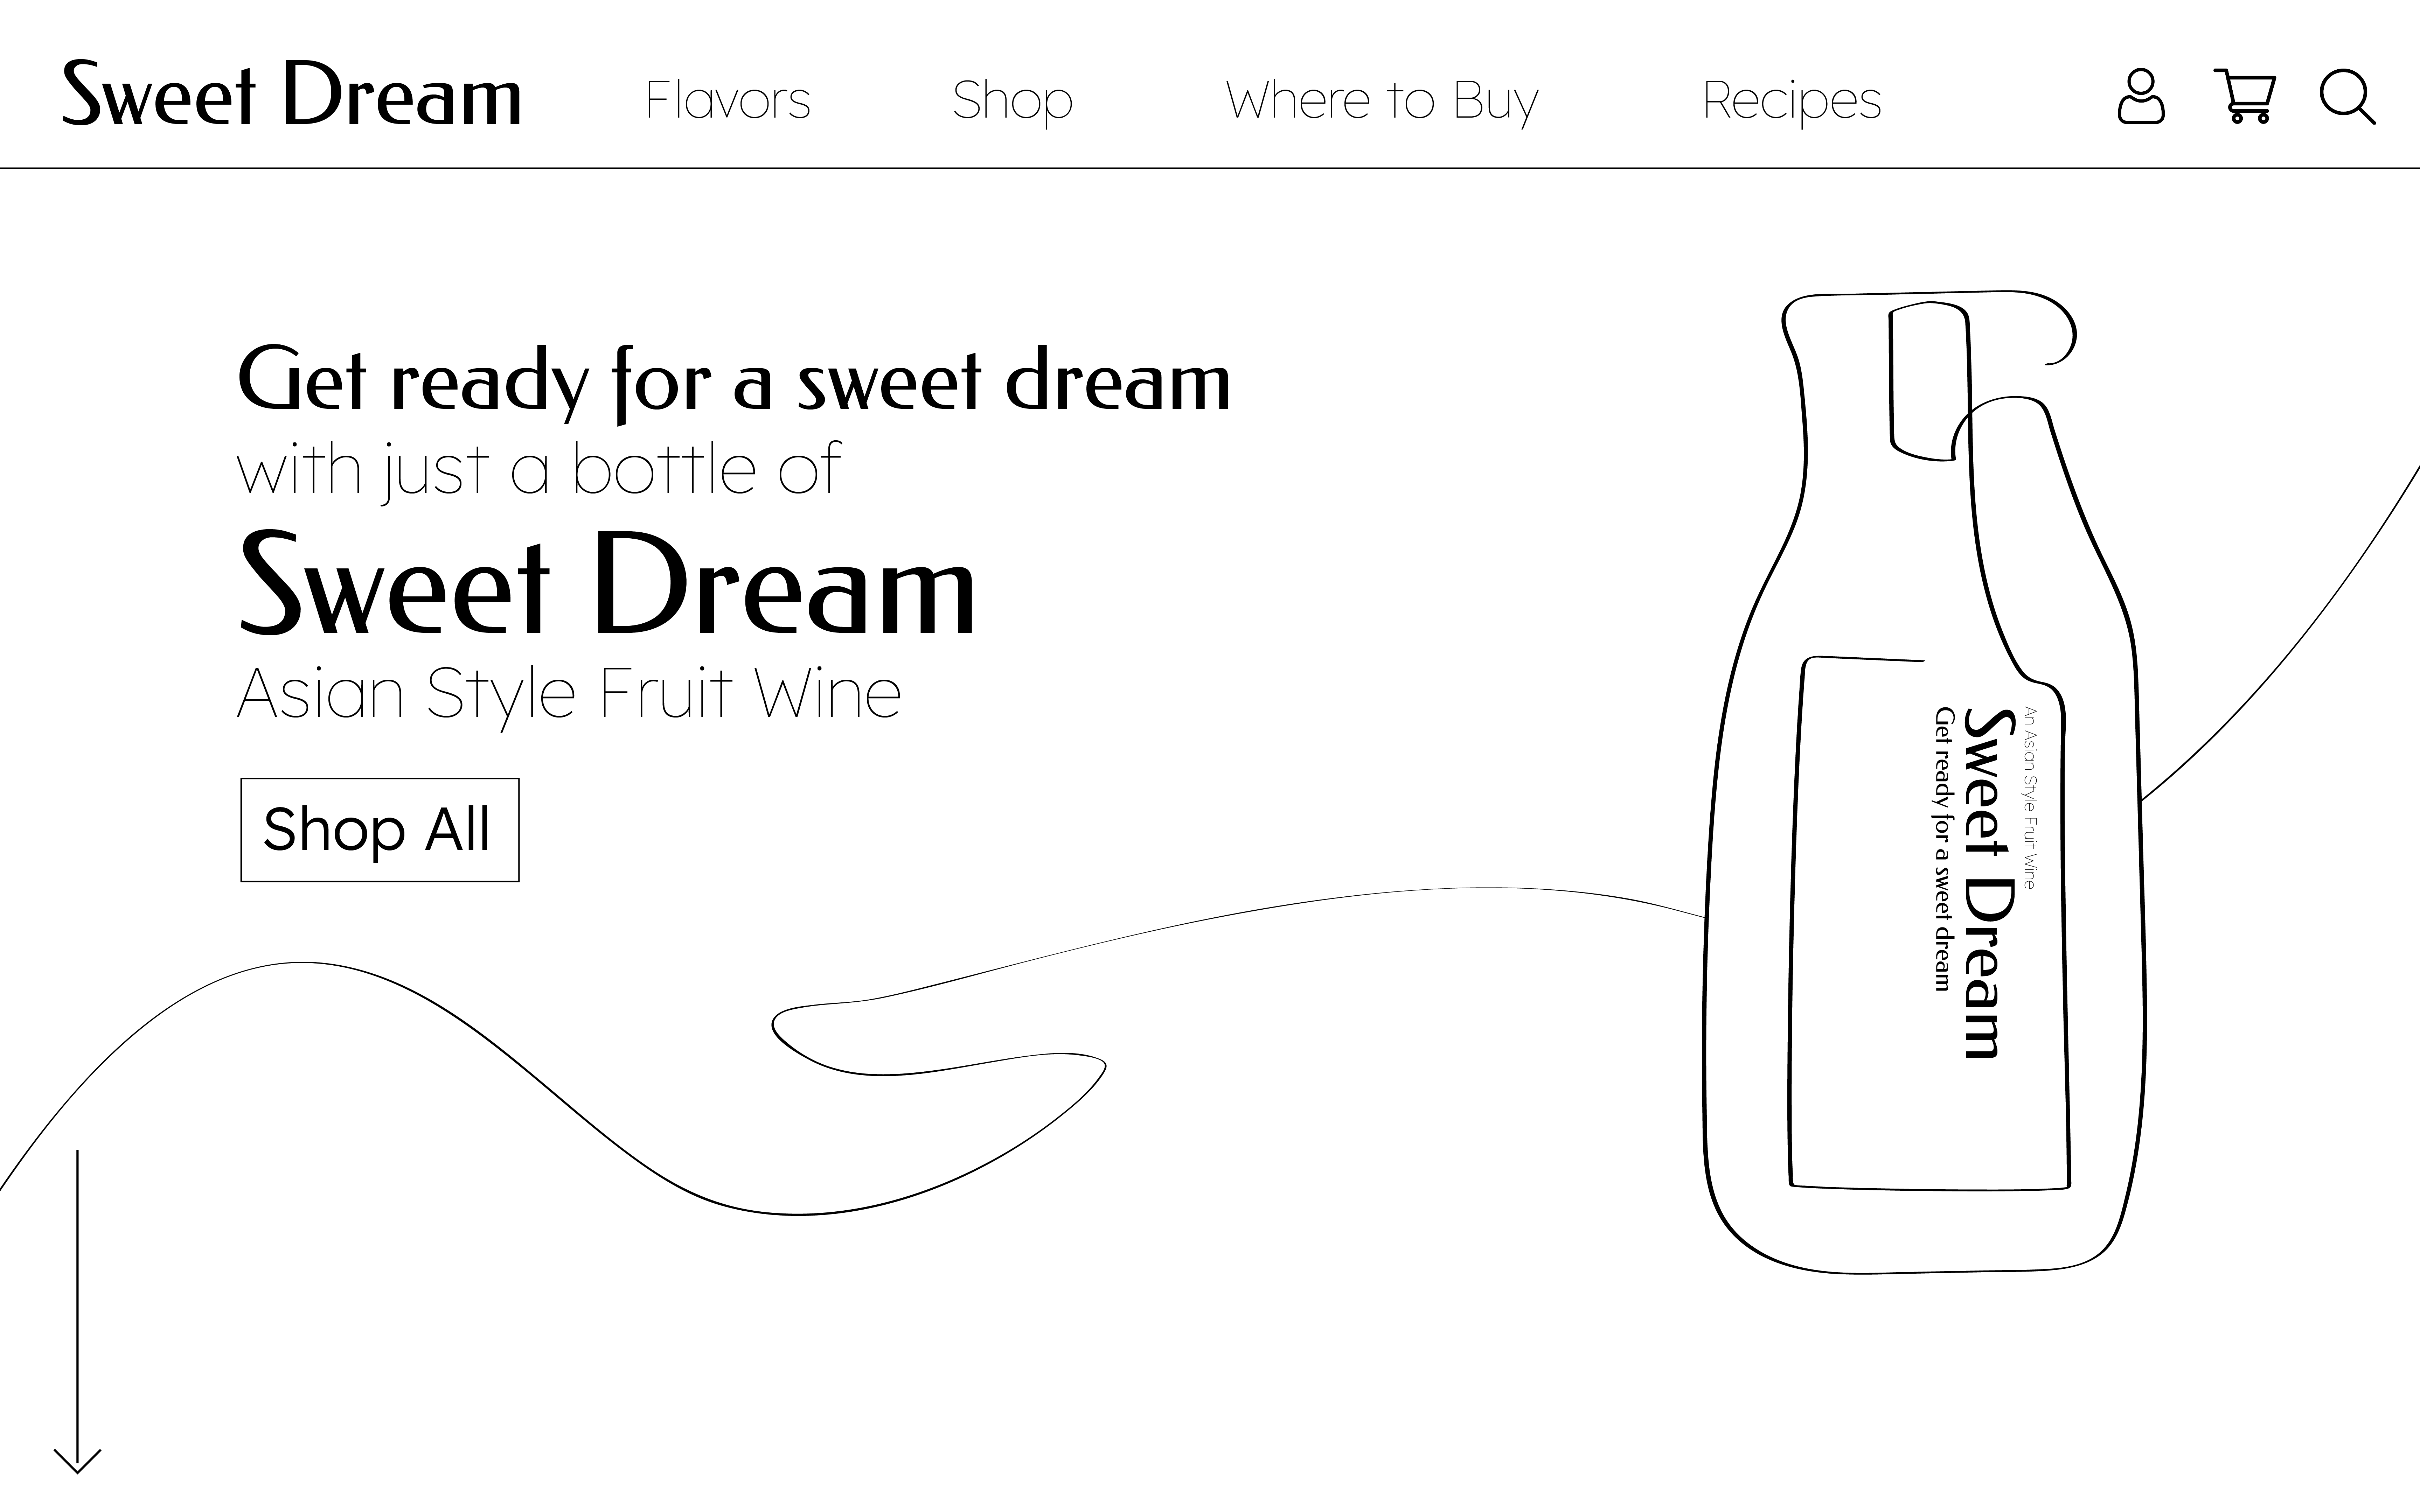 Sweet Dream
Flavors
Shop
Where to Buy
Recipes
Get ready for a sweet dream
with just a bottle of
Sweet Dream
Asian Style Fruit Wine
Shop All
An Asian Style Fruit Wine
Sweet Dream
Get ready for a sweet dream